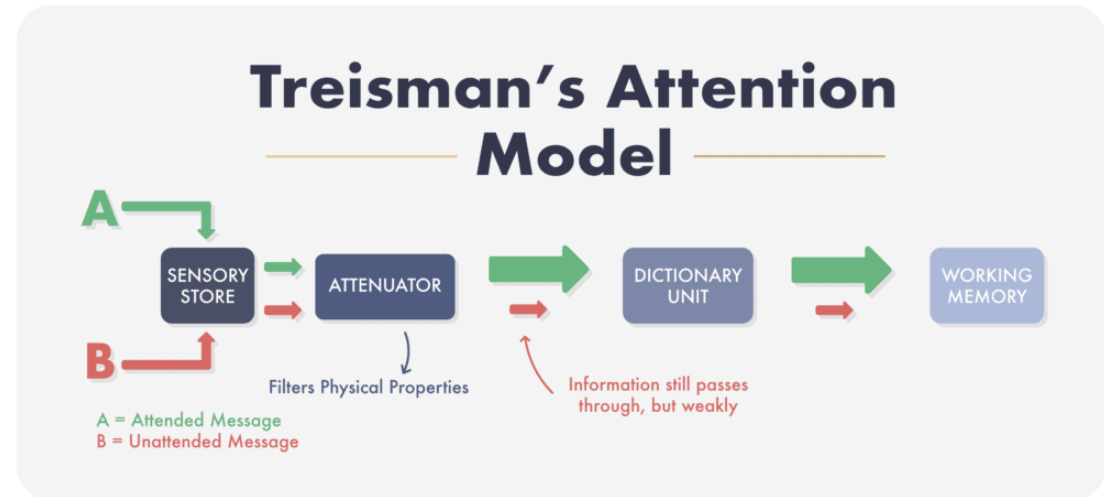 Treisman's Attention
Model
A
SENSORY
STORE
ATTENUATOR
DICTIONARY
UNIT
WORKING
MEMORY
B
Filters Physical Properties
Information still passes
through, but weakly
A = Attended Message
B = Unattended Message